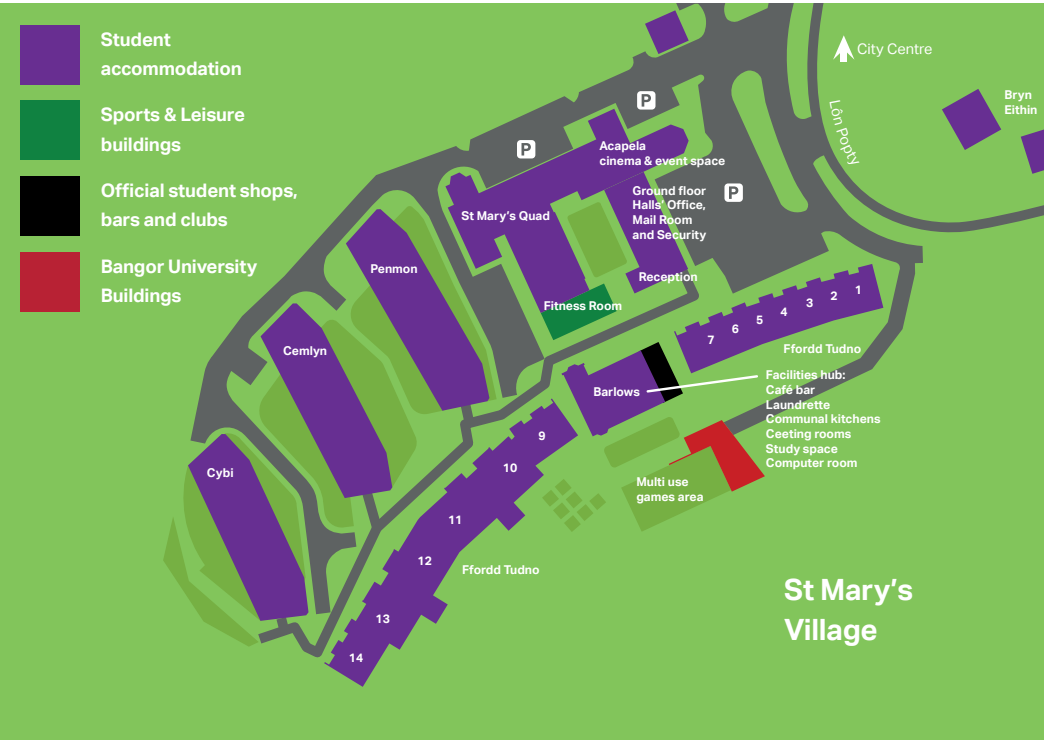 Student
accommodation
Sports & Leisure
buildings
Official student shops,
bars and clubs
Bangor University
Buildings
City Centre
Bryn
Eithin
Lôn Popty
P
P
P
Acapela
cinema & event space
Ground floor
Halls' Office,
Mail Room
and Security
St Mary's Quad
Reception
Fitness Room
Penmon
Cemlyn
Cybi
1
2
3
4
5
6
7
Ffordd Tudno
Barlows
Facilities hub:
Café bar
Laundrette
Communal kitchens
Ceeting rooms
Study space
Computer room
Multi use
games area
9
10
11
12
13
14
Ffordd Tudno
St Mary's
Village